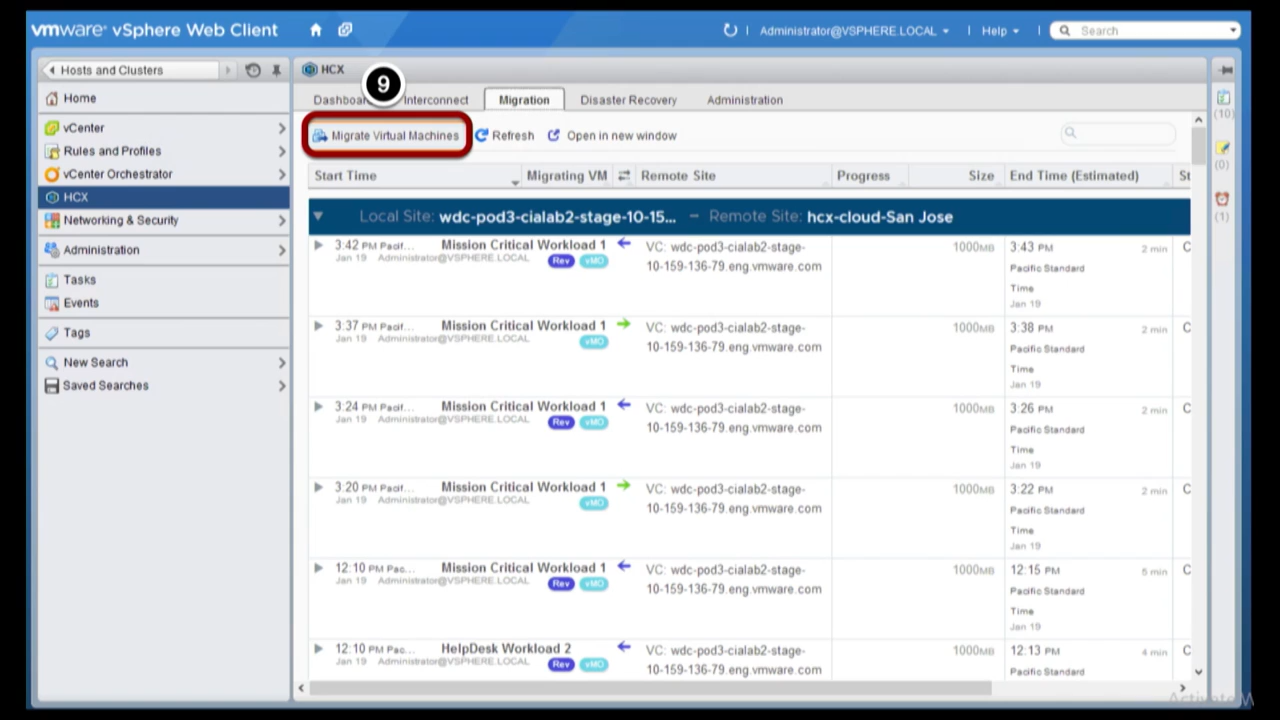 vmware® vSphere Web Client
Administrator@VSPHERE.LOCAL
Help
Search
Hosts and Clusters
Home
vCenter
Rules and Profiles
vCenter Orchestrator
HCX
Networking & Security
Administration
Tasks
Events
Tags
New Search
Saved Searches
HCX
9
Interconnect
Migration
Disaster Recovery
Administration
Migrate Virtual Machines
Refresh
Open in new window
Start Time
Migrating VM
Remote Site
Progress
Size
End Time (Estimated)
Local Site: wdc-pod3-cialab2-stage-10-15... – Remote Site: hcx-cloud-San Jose
3:42 PM Pacif... Mission Critical Workload 1 VC: wdc-pod3-cialab2-stage- 1000MB 3:43 PM 2 min
Jan 19 Administrator@VSPHERE.LOCAL Rev vMO 10-159-136-79.eng.vmware.com Pacific Standard
Time
Jan 19
3:37 PM Pacif... Mission Critical Workload 1 VC: wdc-pod3-cialab2-stage- 1000MB 3:38 PM 2 min
Jan 19 Administrator@VSPHERE.LOCAL vMO 10-159-136-79.eng.vmware.com Pacific Standard
Time
Jan 19
3:24 PM Pacif... Mission Critical Workload 1 VC: wdc-pod3-cialab2-stage- 1000MB 3:26 PM 2 min
Jan 19 Administrator@VSPHERE.LOCAL Rev vMO 10-159-136-79.eng.vmware.com Pacific Standard
Time
Jan 19
3:20 PM Pacif... Mission Critical Workload 1 VC: wdc-pod3-cialab2-stage- 1000MB 3:22 PM 2 min
Jan 19 Administrator@VSPHERE.LOCAL vMO 10-159-136-79.eng.vmware.com Pacific Standard
Time
Jan 19
12:10 PM Pac... Mission Critical Workload 1 VC: wdc-pod3-cialab2-stage- 1000MB 12:15 PM 5 min
Jan 19 Administrator@VSPHERE.LOCAL Rev vMO 10-159-136-79.eng.vmware.com Pacific Standard
Time
Jan 19
12:10 PM Pac... HelpDesk Workload 2 VC: wdc-pod3-cialab2-stage- 1000MB 12:13 PM 4 min
Jan 19 Administrator@VSPHERE.LOCAL Rev vMO 10-159-136-79.eng.vmware.com Pacific Standard
(10)
(0)
(1)